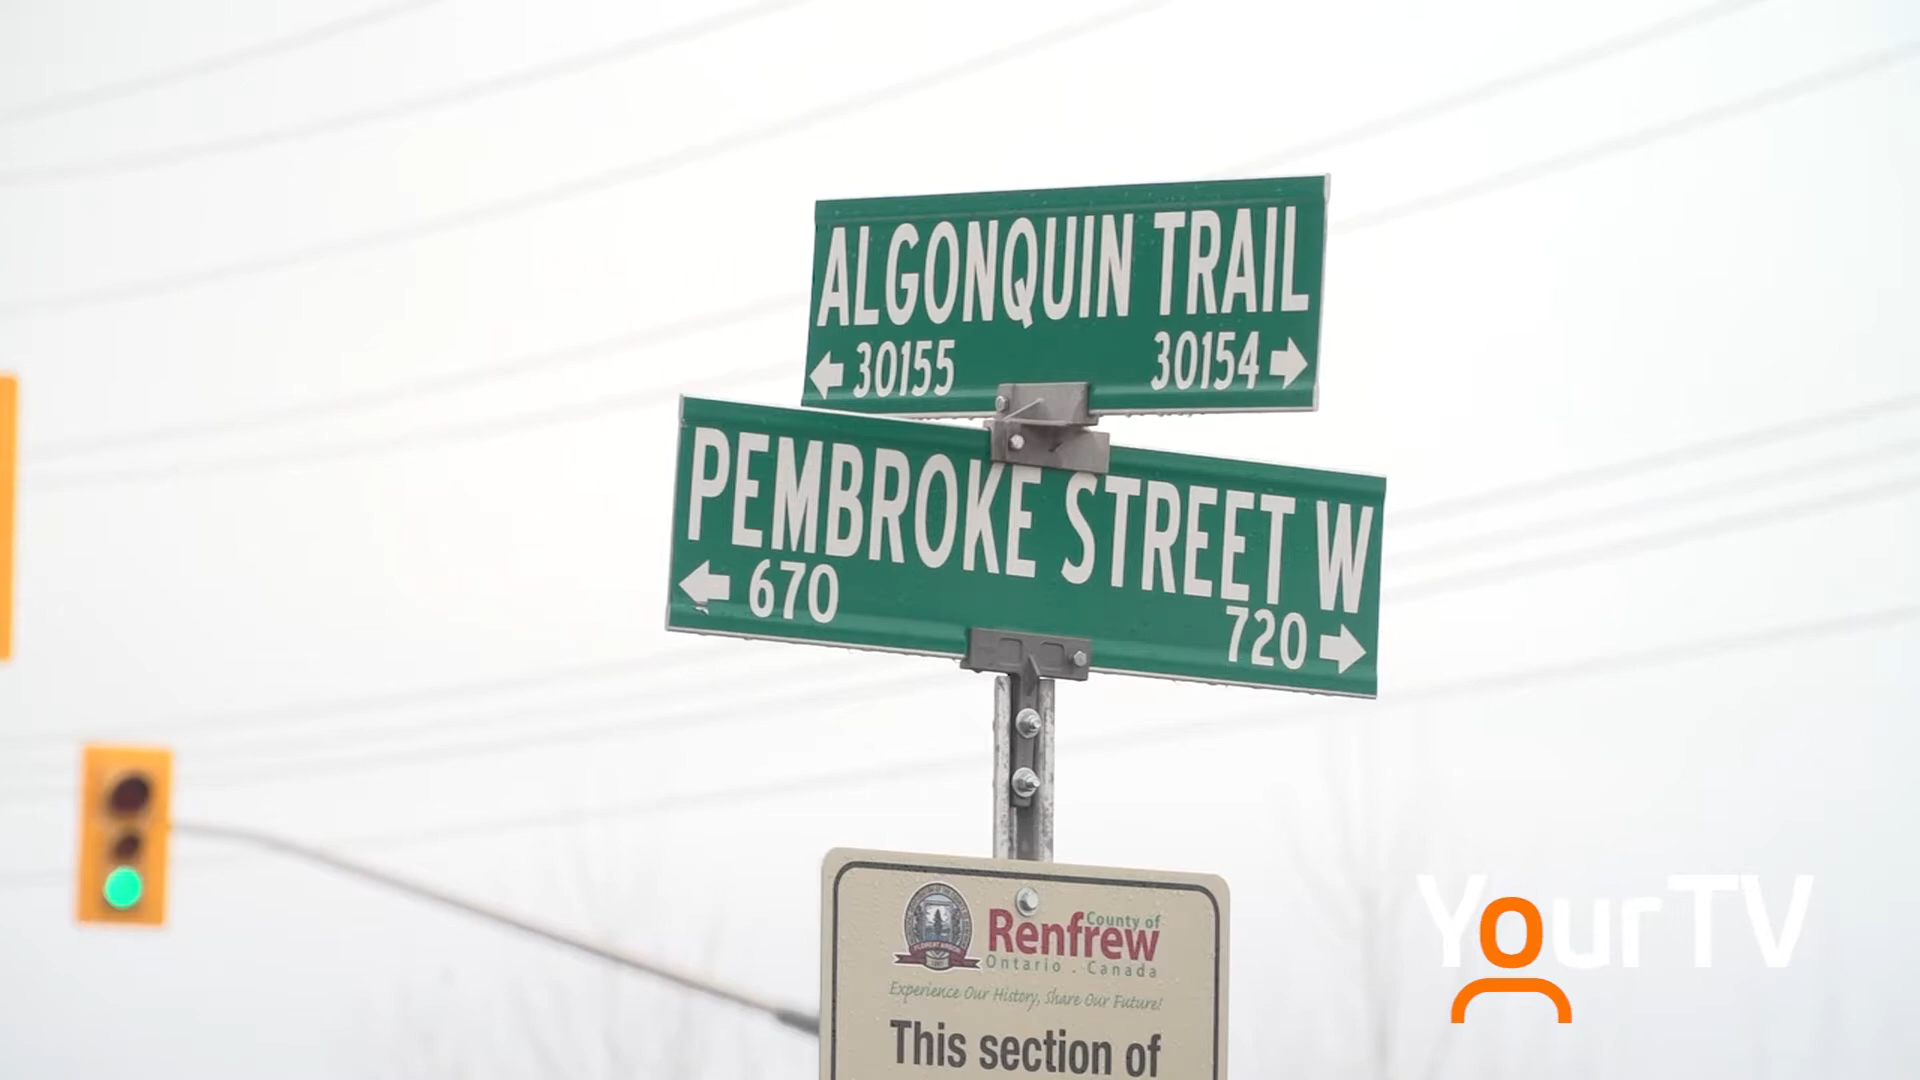 ALGONQUIN TRAIL
30155 30154
PEMBROKE STREET W
670 720
County of
Renfrew
Ontario . Canada
Experience Our History, Share Our Future!
This section of
YourTV